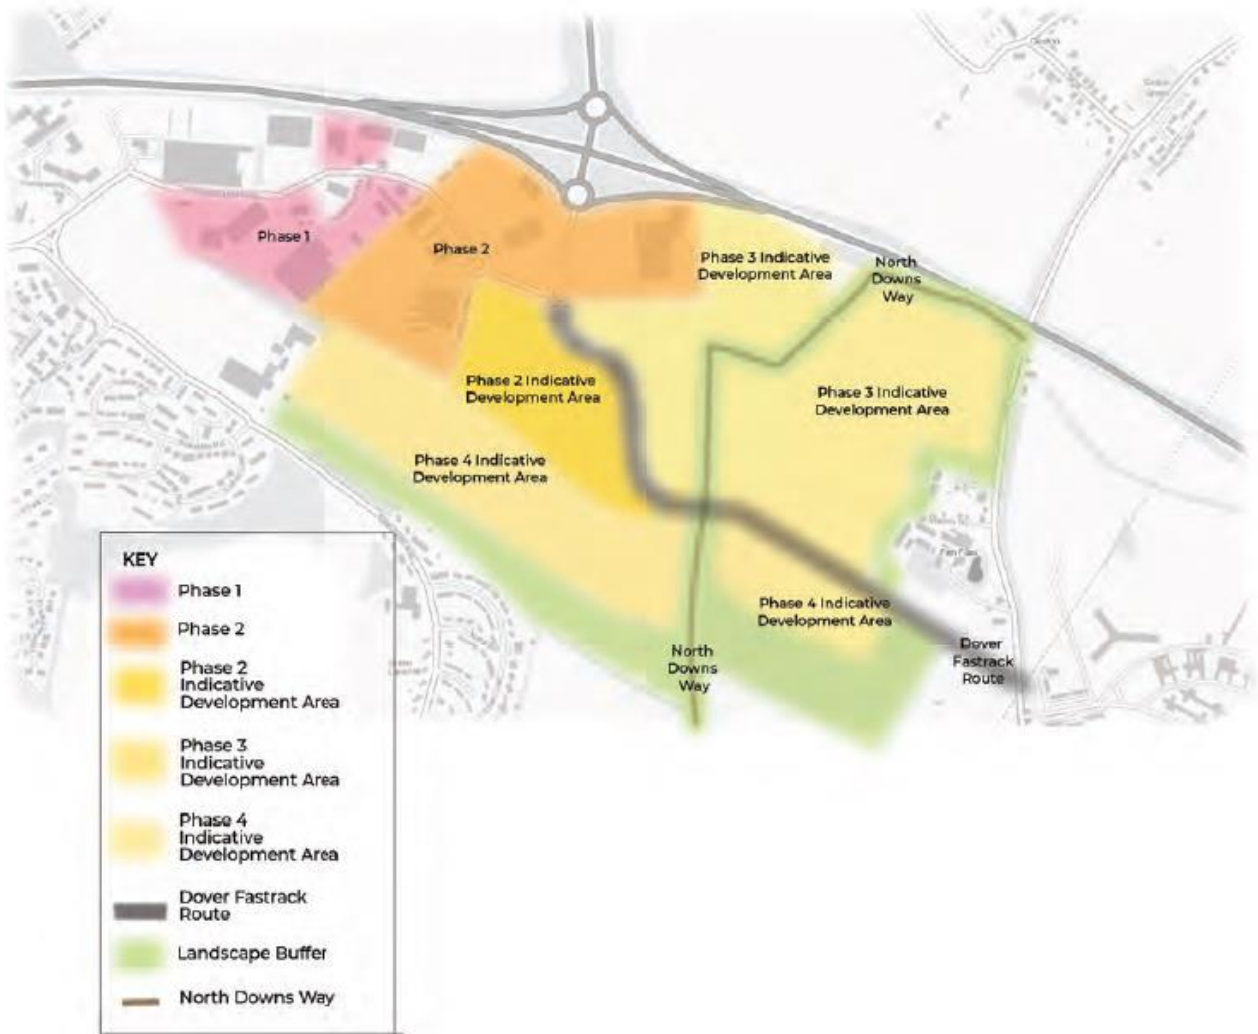 Phase 1
Phase 2
Phase 3 Indicative
Development Area
North
Downs
Way
Phase 2 Indicative
Development Area
Phase 3 Indicative
Development Area
Phase 4 Indicative
Development Area
Phase 4 Indicative
Development Area
North
Downs
Way
Dover
Fastrack
Route
KEY
Phase 1
Phase 2
Phase 2
Indicative
Development Area
Phase 3
Indicative
Development Area
Phase 4
Indicative
Development Area
Dover Fastrack
Route
Landscape Buffer
North Downs Way